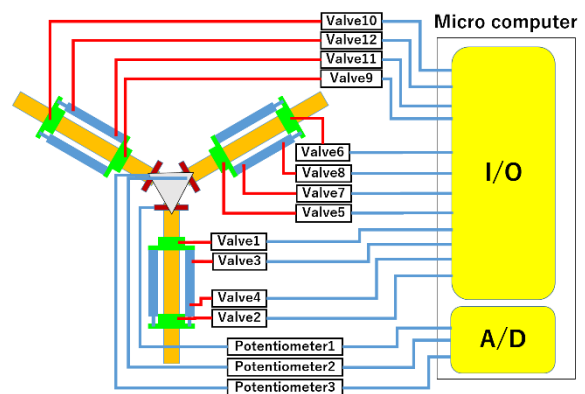 Valve10
Micro computer
Valve12
Valve11
Valve9
Valve6
Valve8
I/O
Valve7
Valve5
Valve1
Valve3
Valve4
Valve2
A/D
Potentiometer1
Potentiometer2
Potentiometer3